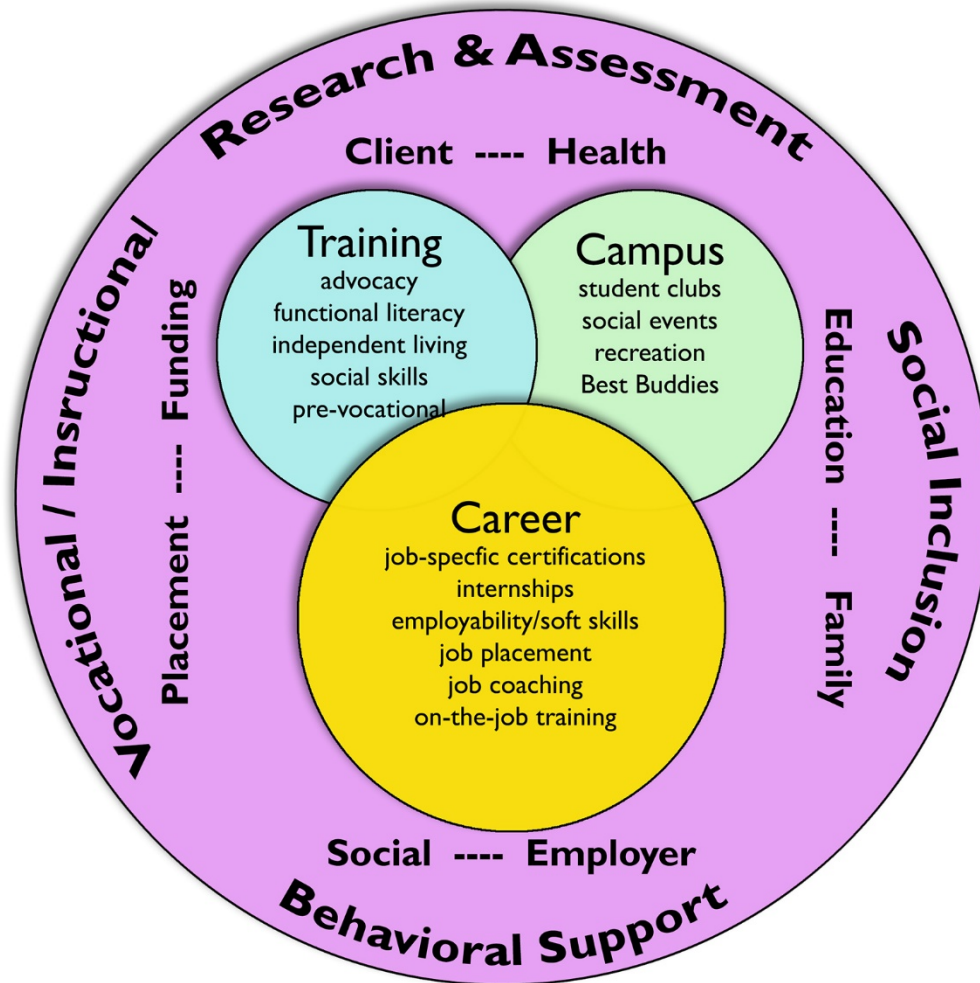 Research & Assessment
Client ---- Health
Vocational / Insructional
Placement ---- Funding
Training
advocacy
functional literacy
independent living
social skills
pre-vocational
Campus
student clubs
social events
recreation
Best Buddies
Education ---- Family
Social Inclusion
Career
job-specfic certifications
internships
employability/soft skills
job placement
job coaching
on-the-job training
Social ---- Employer
Behavioral Support